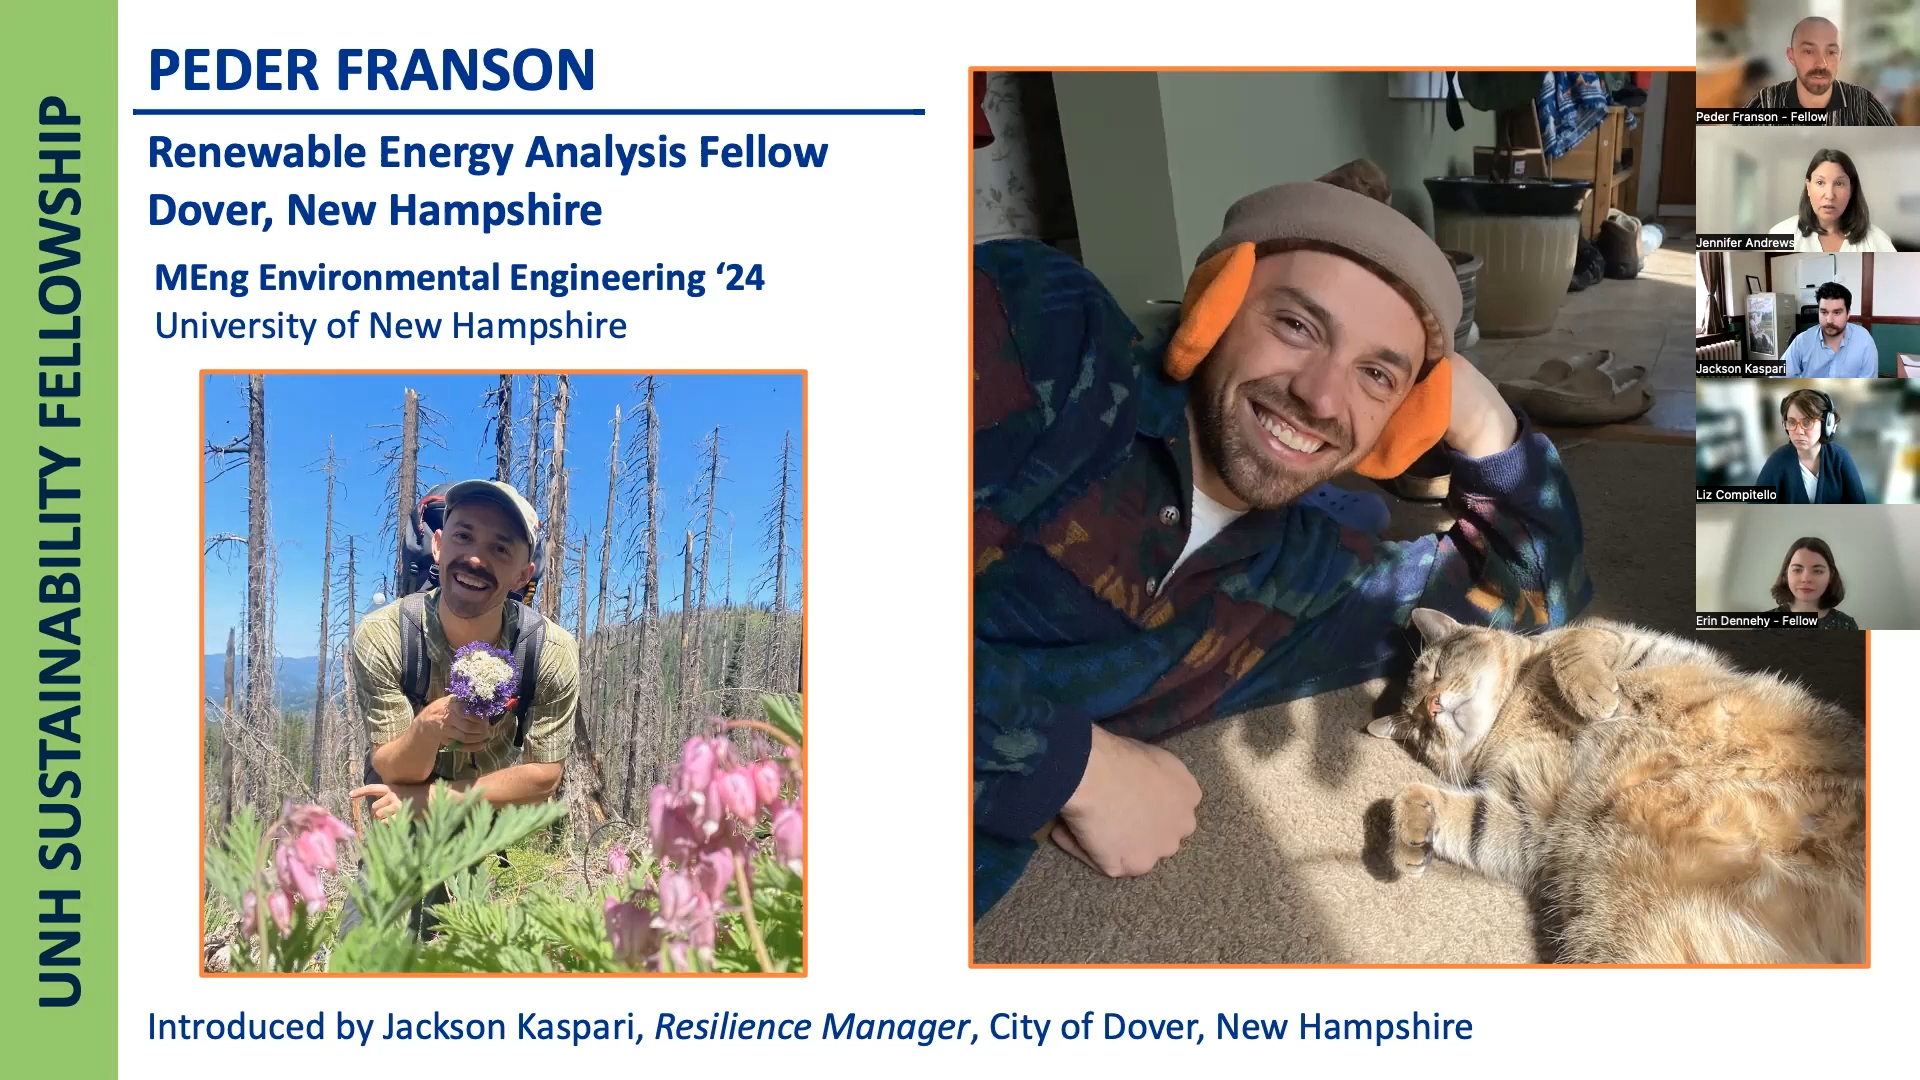 UNH SUSTAINABILITY FELLOWSHIP
PEDER FRANSON
Renewable Energy Analysis Fellow
Dover, New Hampshire
MEng Environmental Engineering ‘24
University of New Hampshire
Introduced by Jackson Kaspari, Resilience Manager, City of Dover, New Hampshire
Peder Franson - Fellow
Jennifer Andrews
Jackson Kaspari
Liz Compitello
Erin Dennehy - Fellow